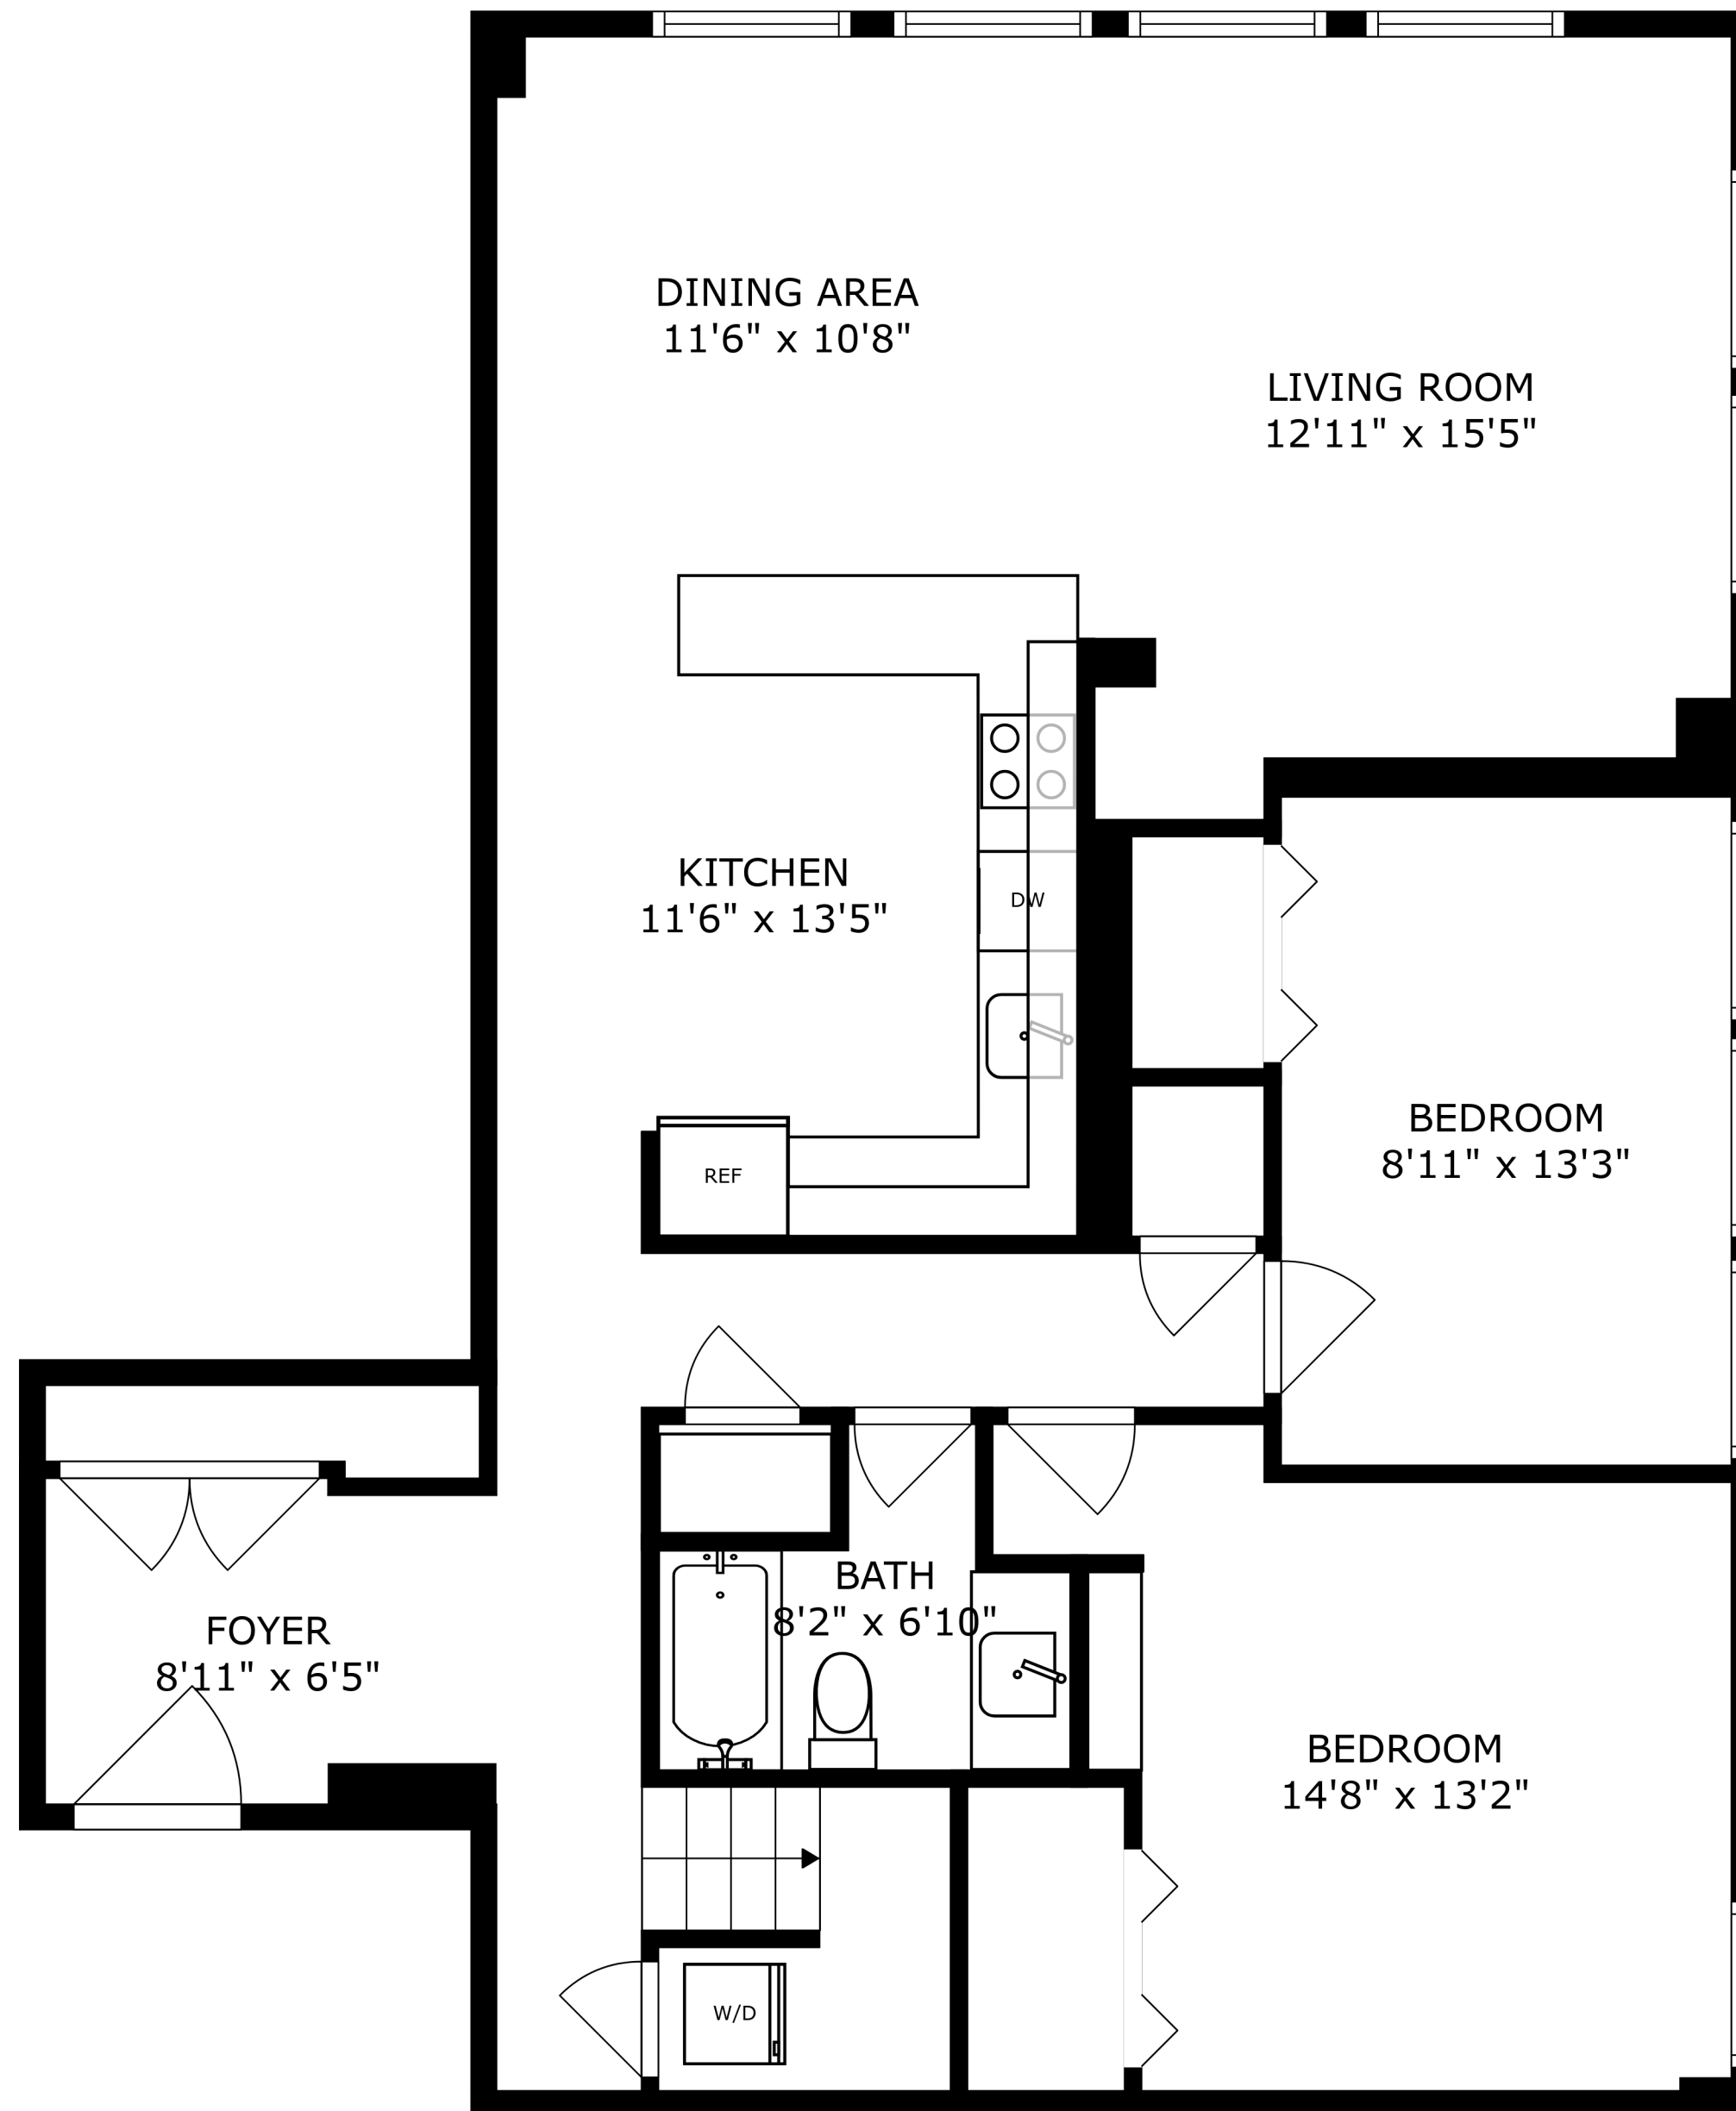 DINING AREA
11'6" x 10'8"
LIVING ROOM
12'11" x 15'5"
KITCHEN
11'6" x 13'5"
DW
REF
BEDROOM
8'11" x 13'3"
BATH
8'2" x 6'10"
FOYER
8'11" x 6'5"
BEDROOM
14'8" x 13'2"
W/D